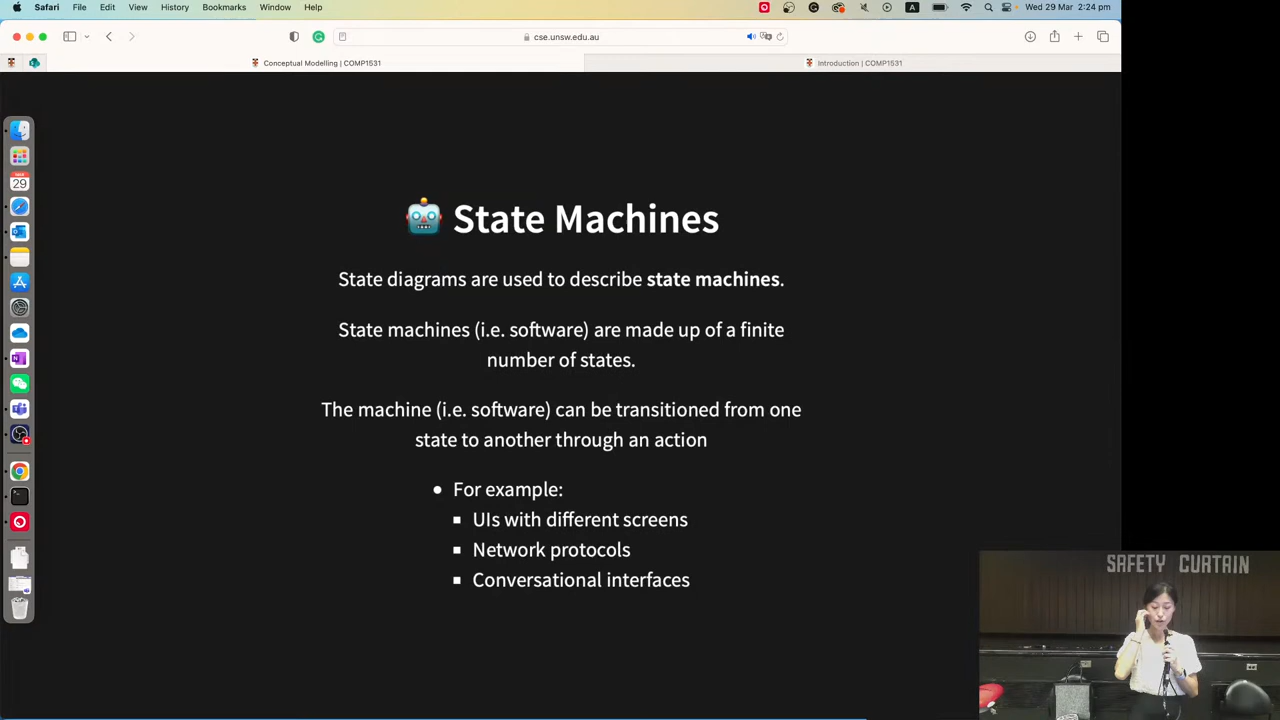 Safari File Edit View History Bookmarks Window Help
A
Wed 29 Mar 2:24 pm
cse.unsw.edu.au
Conceptual Modelling | COMP1531
Introduction | COMP1531
29
State Machines
State diagrams are used to describe state machines.
State machines (i.e. software) are made up of a finite
number of states.
The machine (i.e. software) can be transitioned from one
state to another through an action
For example:
UIs with different screens
Network protocols
Conversational interfaces
SAFETY CURTAIN